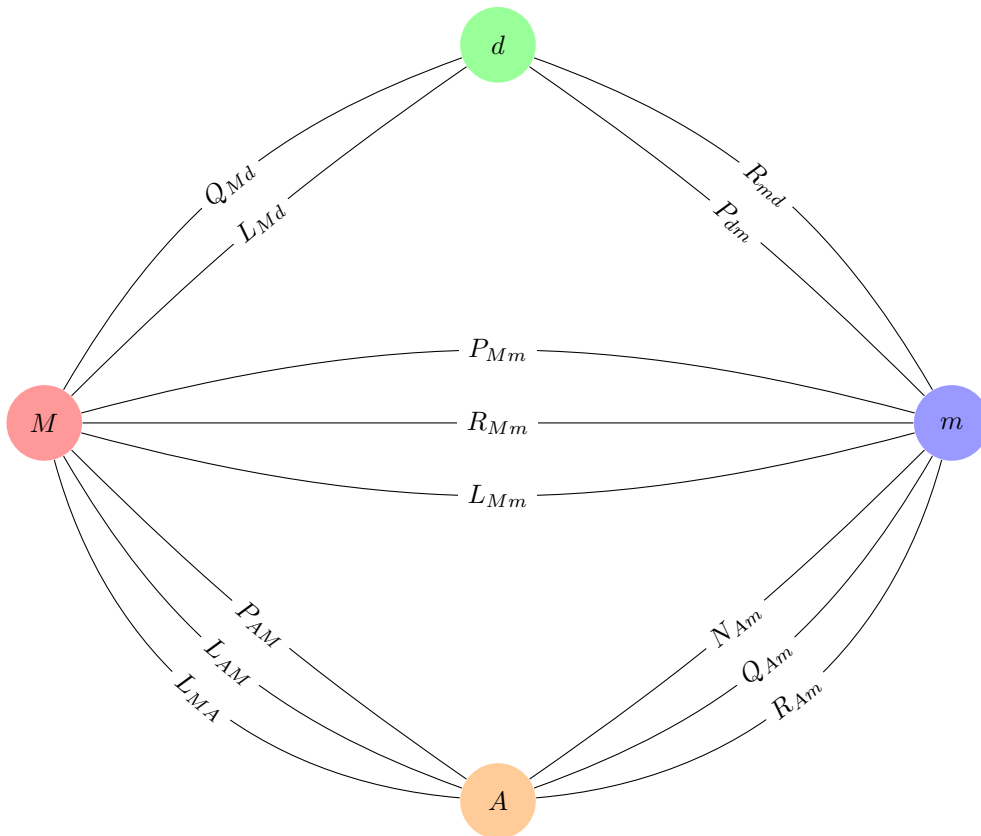 d
Q_{Md}
R_{md}
L_{Md}
P_{dm}
P_{Mm}
M
R_{Mm}
m
L_{Mm}
P_{AM}
N_{Am}
L_{AM}
Q_{Am}
L_{MA}
R_{Am}
A